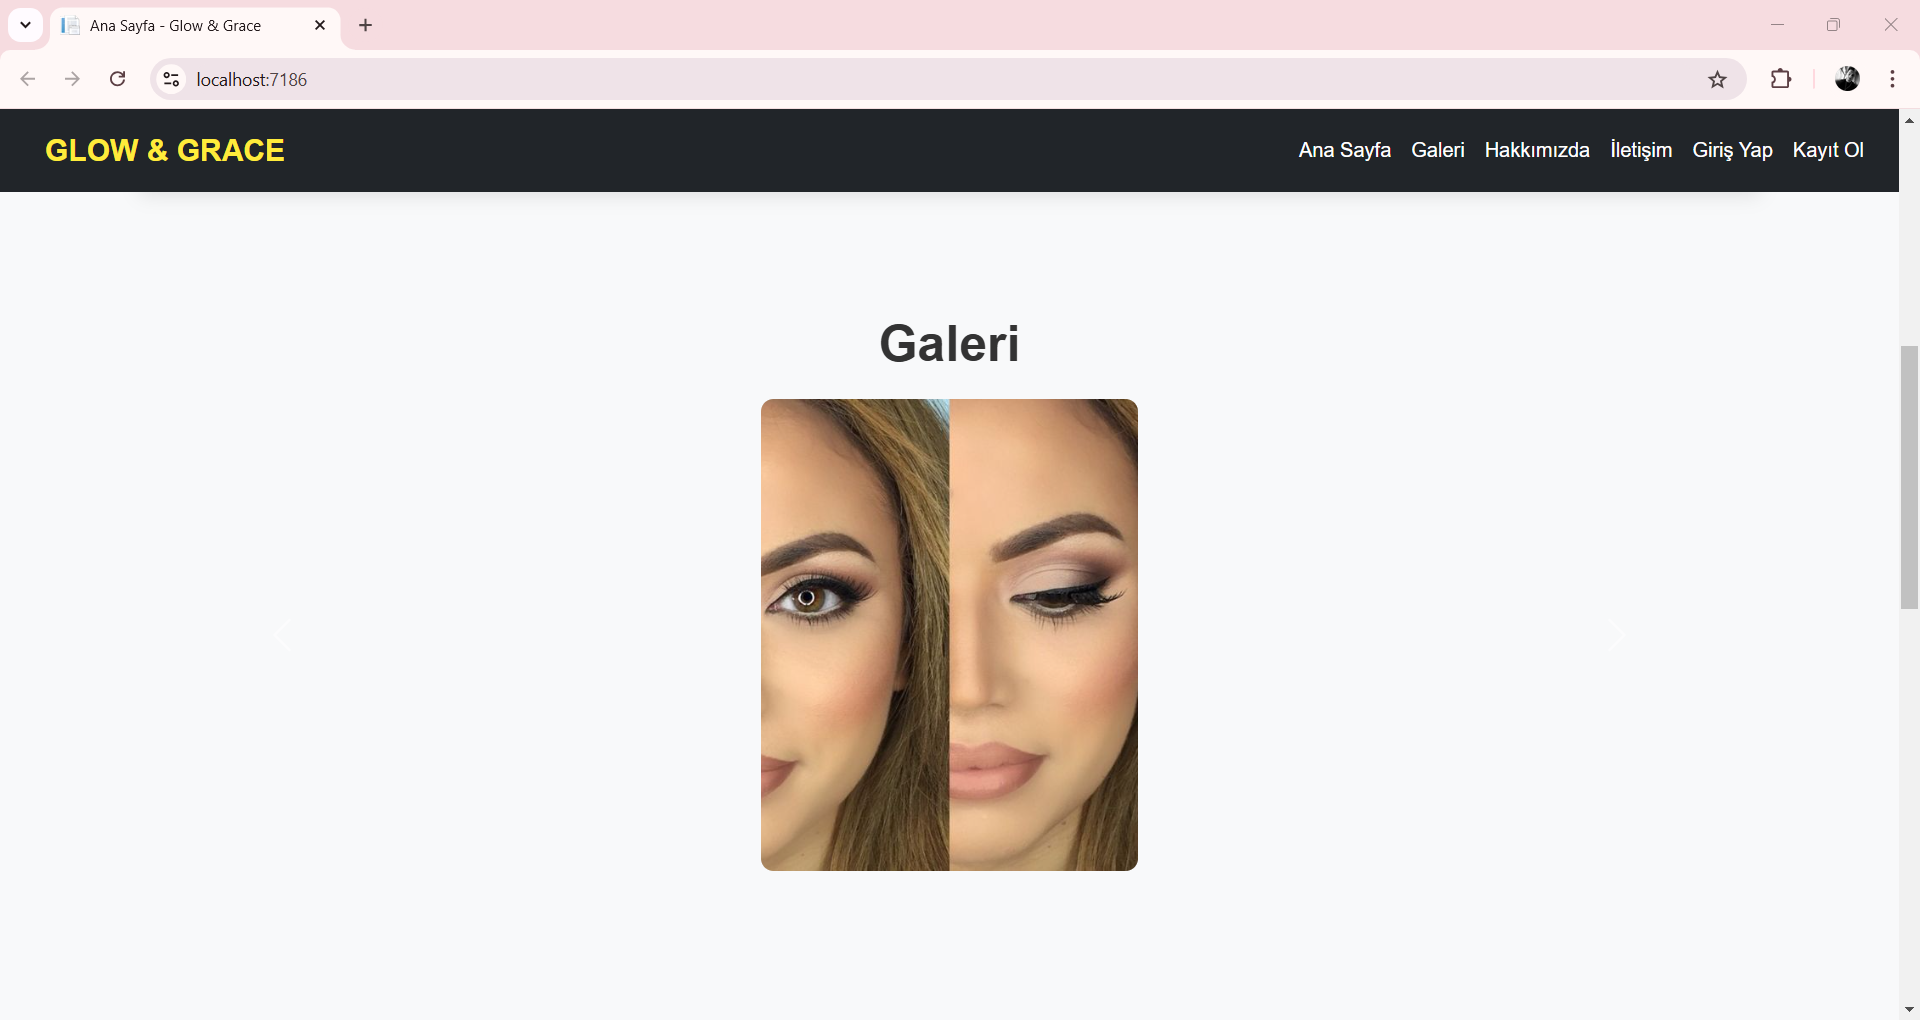 Ana Sayfa - Glow & Grace
localhost:7186
GLOW & GRACE
Ana Sayfa Galeri Hakkımızda İletişim Giriş Yap Kayıt Ol
Galeri